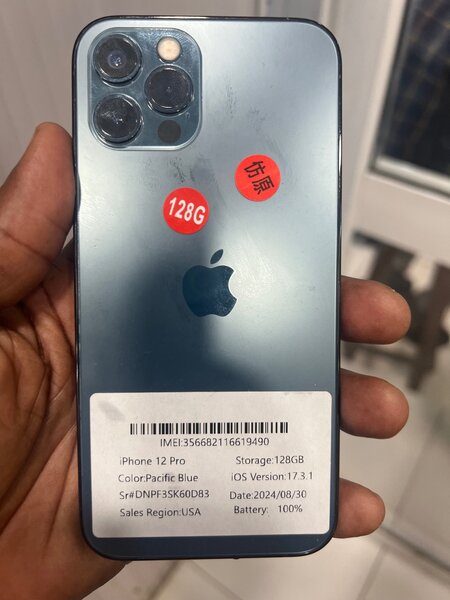 仿原
128G
IMEI:356682116619490
iPhone 12 Pro Storage:128GB
Color:Pacific Blue iOS Version:17.3.1
Sr#DNPF3SK60D83 Date:2024/08/30
Sales Region:USA Battery: 100%